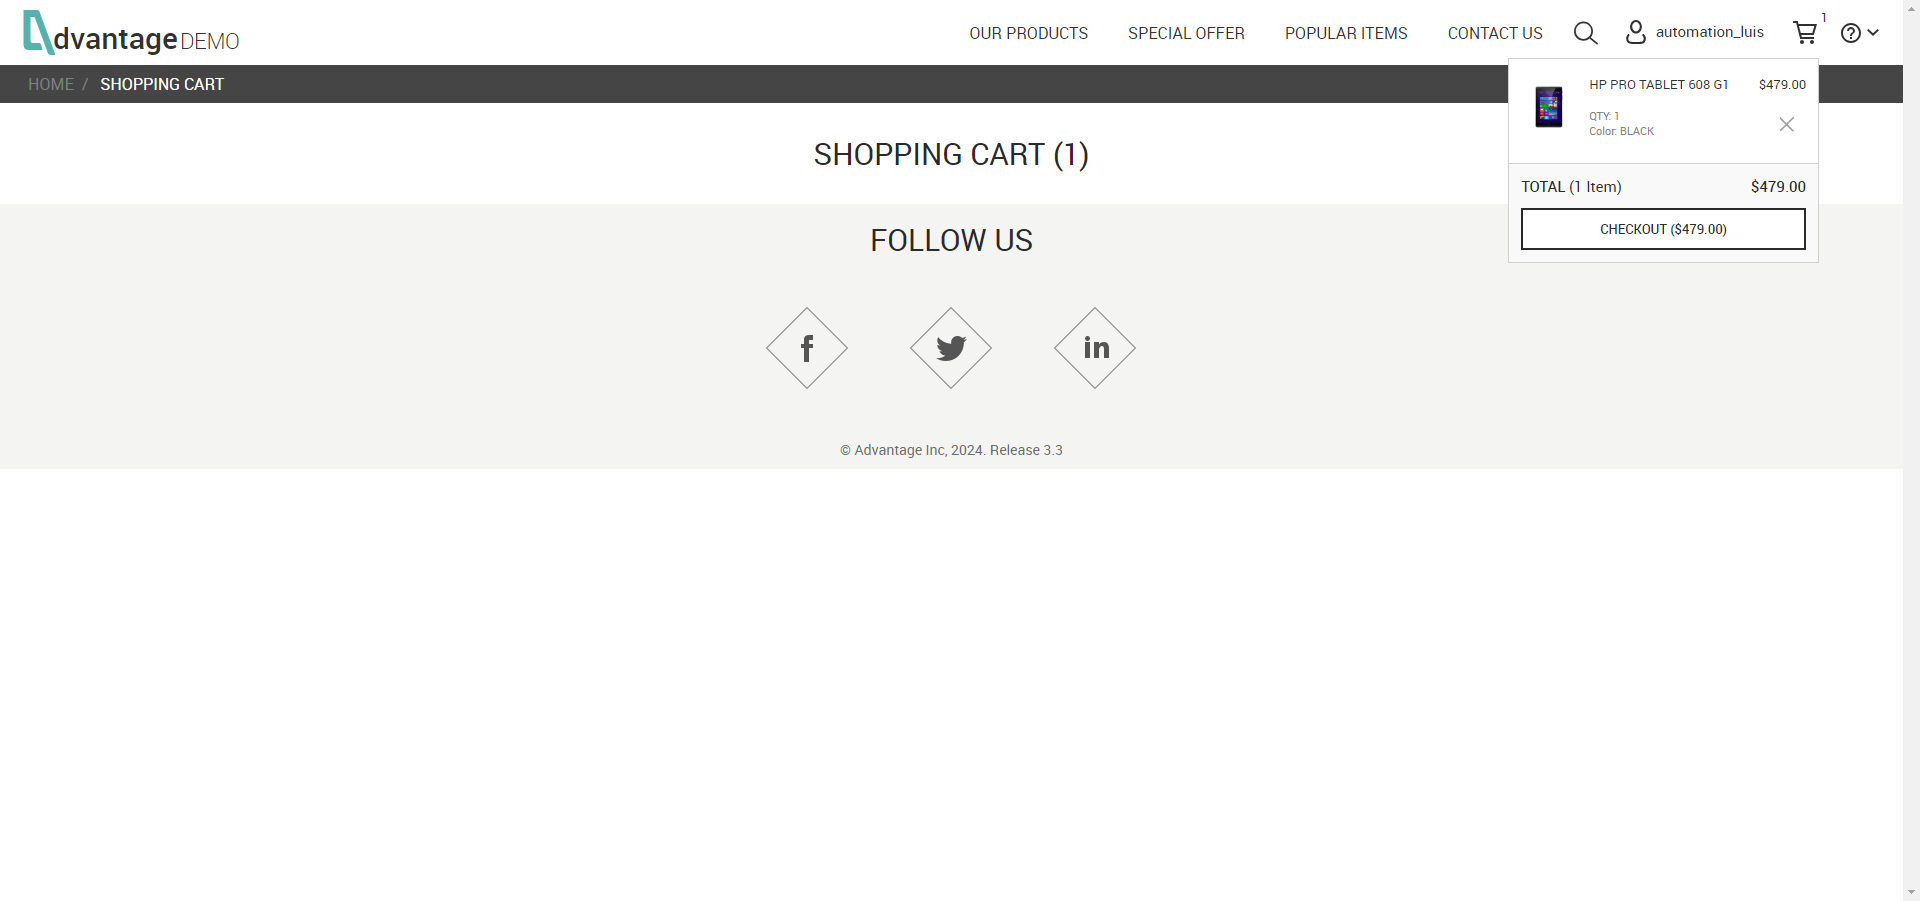 dvantage DEMO
OUR PRODUCTS SPECIAL OFFER POPULAR ITEMS CONTACT US automation_luis 1
HOME / SHOPPING CART
HP PRO TABLET 608 G1 $479.00
QTY: 1
Color: BLACK
TOTAL (1 Item) $479.00
CHECKOUT ($479.00)
SHOPPING CART (1)
FOLLOW US
f
in
© Advantage Inc, 2024. Release 3.3